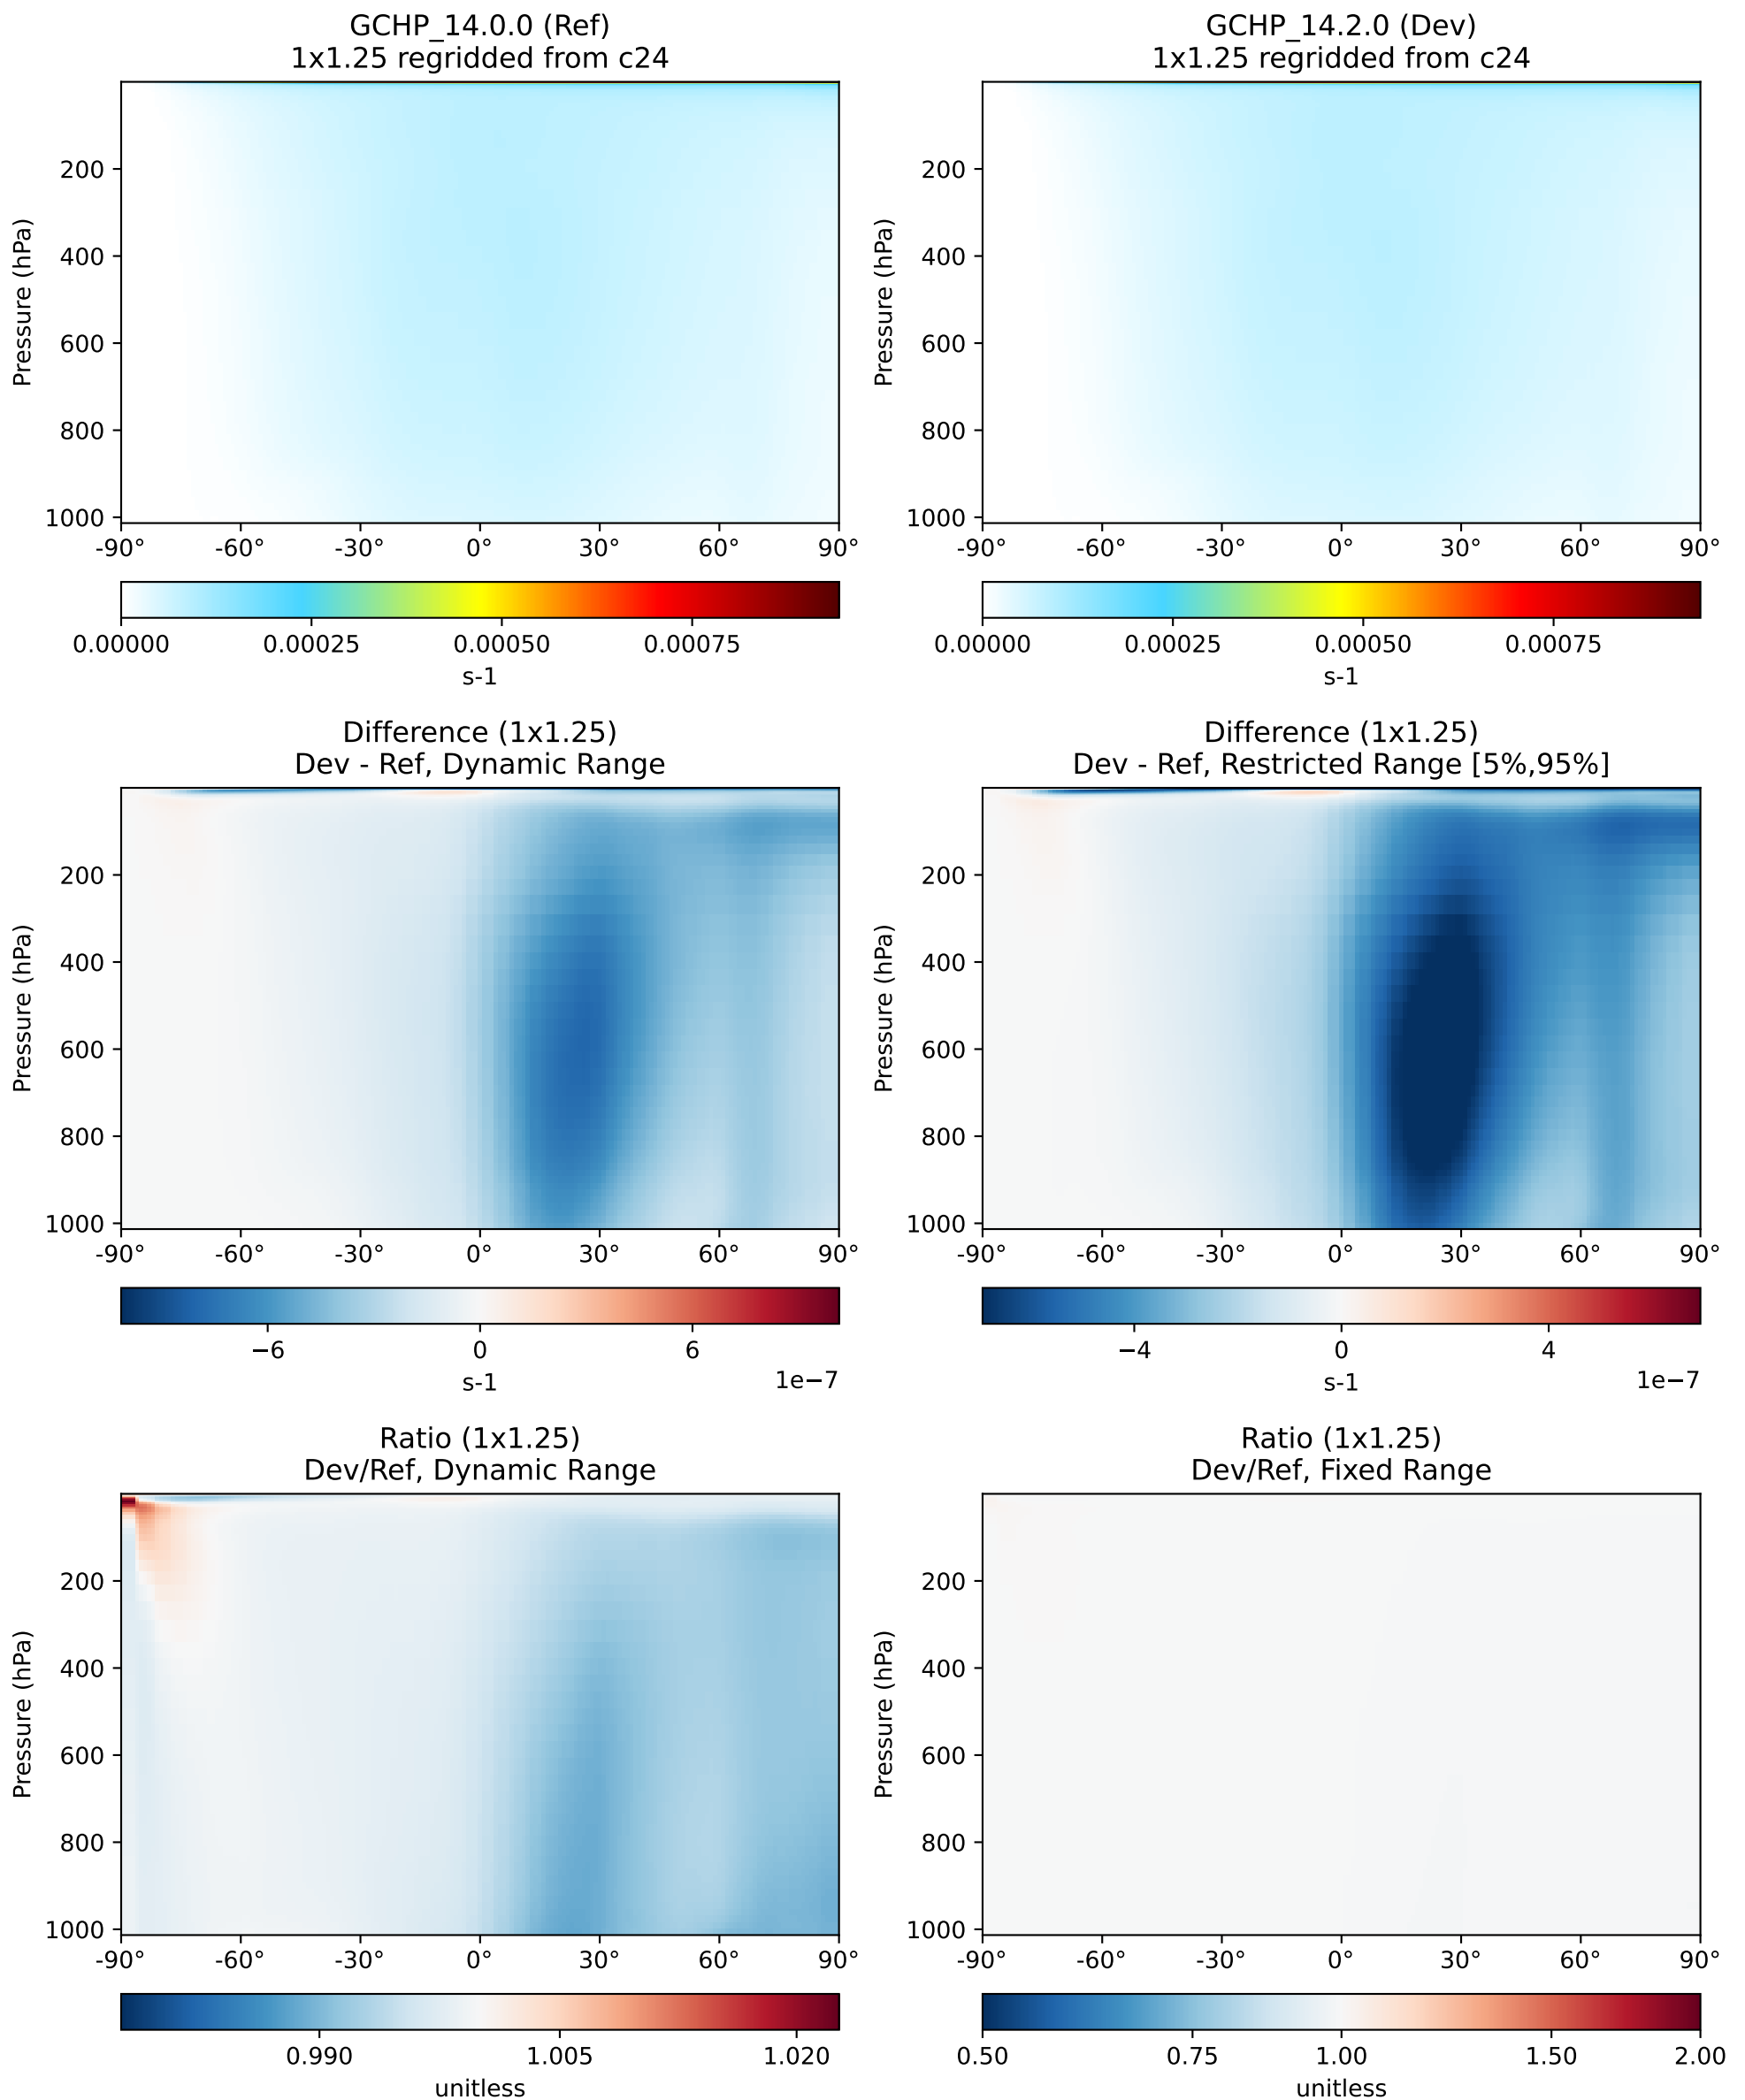 GCHP_14.0.0 (Ref)
1x1.25 regridded from c24
Pressure (hPa)
200
400
600
800
1000
-90° -60° -30° 0° 30° 60° 90°
0.00000 0.00025 0.00050 0.00075
s-1
GCHP_14.2.0 (Dev)
1x1.25 regridded from c24
Pressure (hPa)
200
400
600
800
1000
-90° -60° -30° 0° 30° 60° 90°
0.00000 0.00025 0.00050 0.00075
s-1
Difference (1x1.25)
Dev - Ref, Dynamic Range
Pressure (hPa)
200
400
600
800
1000
-90° -60° -30° 0° 30° 60° 90°
−6 0 6
s-1 1e−7
Difference (1x1.25)
Dev - Ref, Restricted Range [5%,95%]
Pressure (hPa)
200
400
600
800
1000
-90° -60° -30° 0° 30° 60° 90°
−4 0 4
s-1 1e−7
Ratio (1x1.25)
Dev/Ref, Dynamic Range
Pressure (hPa)
200
400
600
800
1000
-90° -60° -30° 0° 30° 60° 90°
0.990 1.005 1.020
unitless
Ratio (1x1.25)
Dev/Ref, Fixed Range
Pressure (hPa)
200
400
600
800
1000
-90° -60° -30° 0° 30° 60° 90°
0.50 0.75 1.00 1.50 2.00
unitless